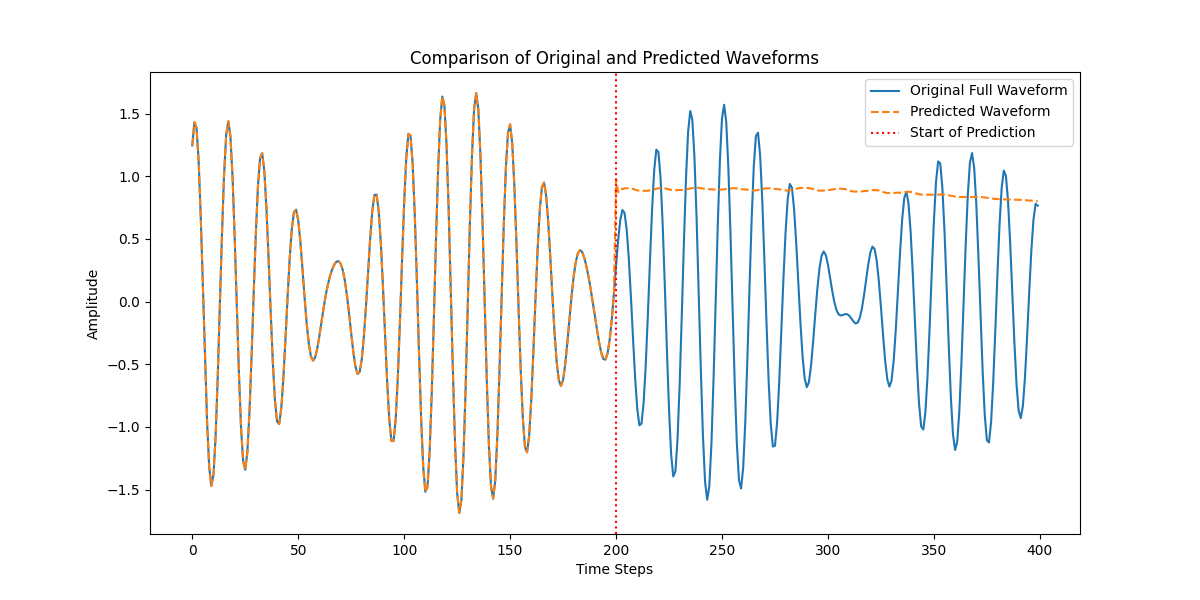 Comparison of Original and Predicted Waveforms
Original Full Waveform
Predicted Waveform
Start of Prediction
Amplitude
1.5
1.0
0.5
0.0
−0.5
−1.0
−1.5
0 50 100 150 200 250 300 350 400
Time Steps